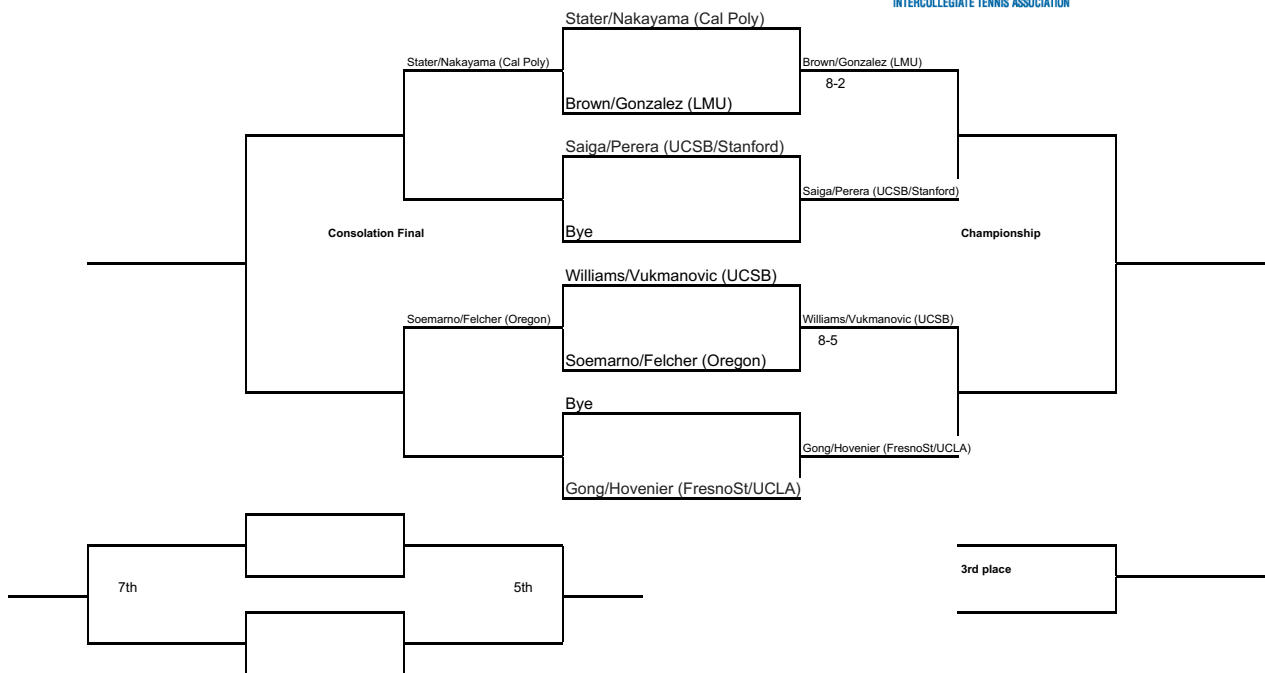 INTERCOLLEGIATE TENNIS ASSOCIATION
Stater/Nakayama (Cal Poly)
Stater/Nakayama (Cal Poly)
Brown/Gonzalez (LMU)
8-2
Brown/Gonzalez (LMU)
Saiga/Perera (UCSB/Stanford)
Saiga/Perera (UCSB/Stanford)
Bye
Consolation Final
Championship
Williams/Vukmanovic (UCSB)
Soemarno/Felcher (Oregon)
Williams/Vukmanovic (UCSB)
8-5
Soemarno/Felcher (Oregon)
Bye
Gong/Hovenier (FresnoSt/UCLA)
Gong/Hovenier (FresnoSt/UCLA)
3rd place
7th
5th